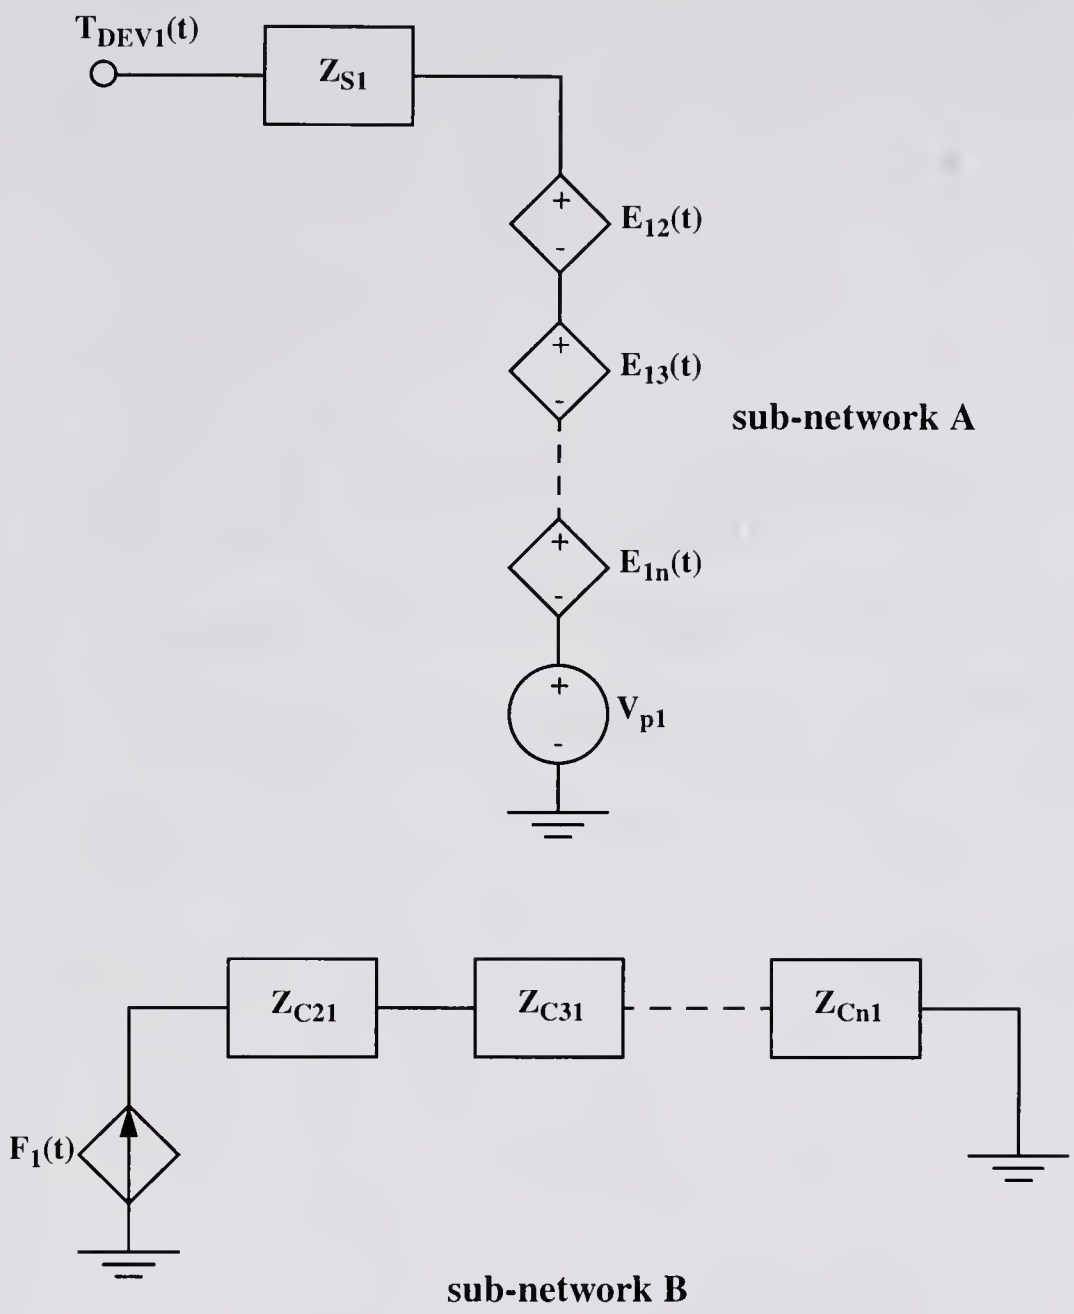 T_DEV1(t)
Z_S1
+
E_12(t)
-
+
E_13(t)
-
sub-network A
+
E_1n(t)
-
+
V_p1
-
Z_C21
Z_C31
Z_Cn1
F_1(t)
sub-network B